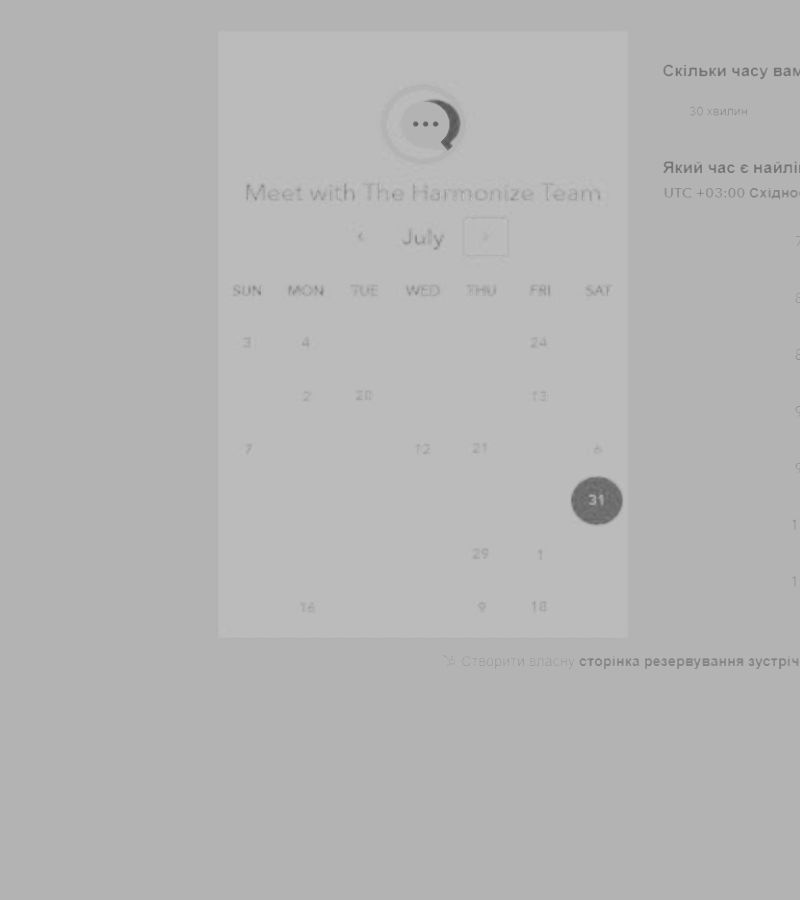 Meet with The Harmonize Team
July
SUN MON TUE WED THU FRI SAT
3 4 24
2 20 13
7 12 21 6
31
29 1
16 9 18
Скільки часу вам
30 хвилин
Який час є найлі
UTC +03:00 Східно
7
8
8
9
9
1
1
Створити власну сторінка резервування зустріч